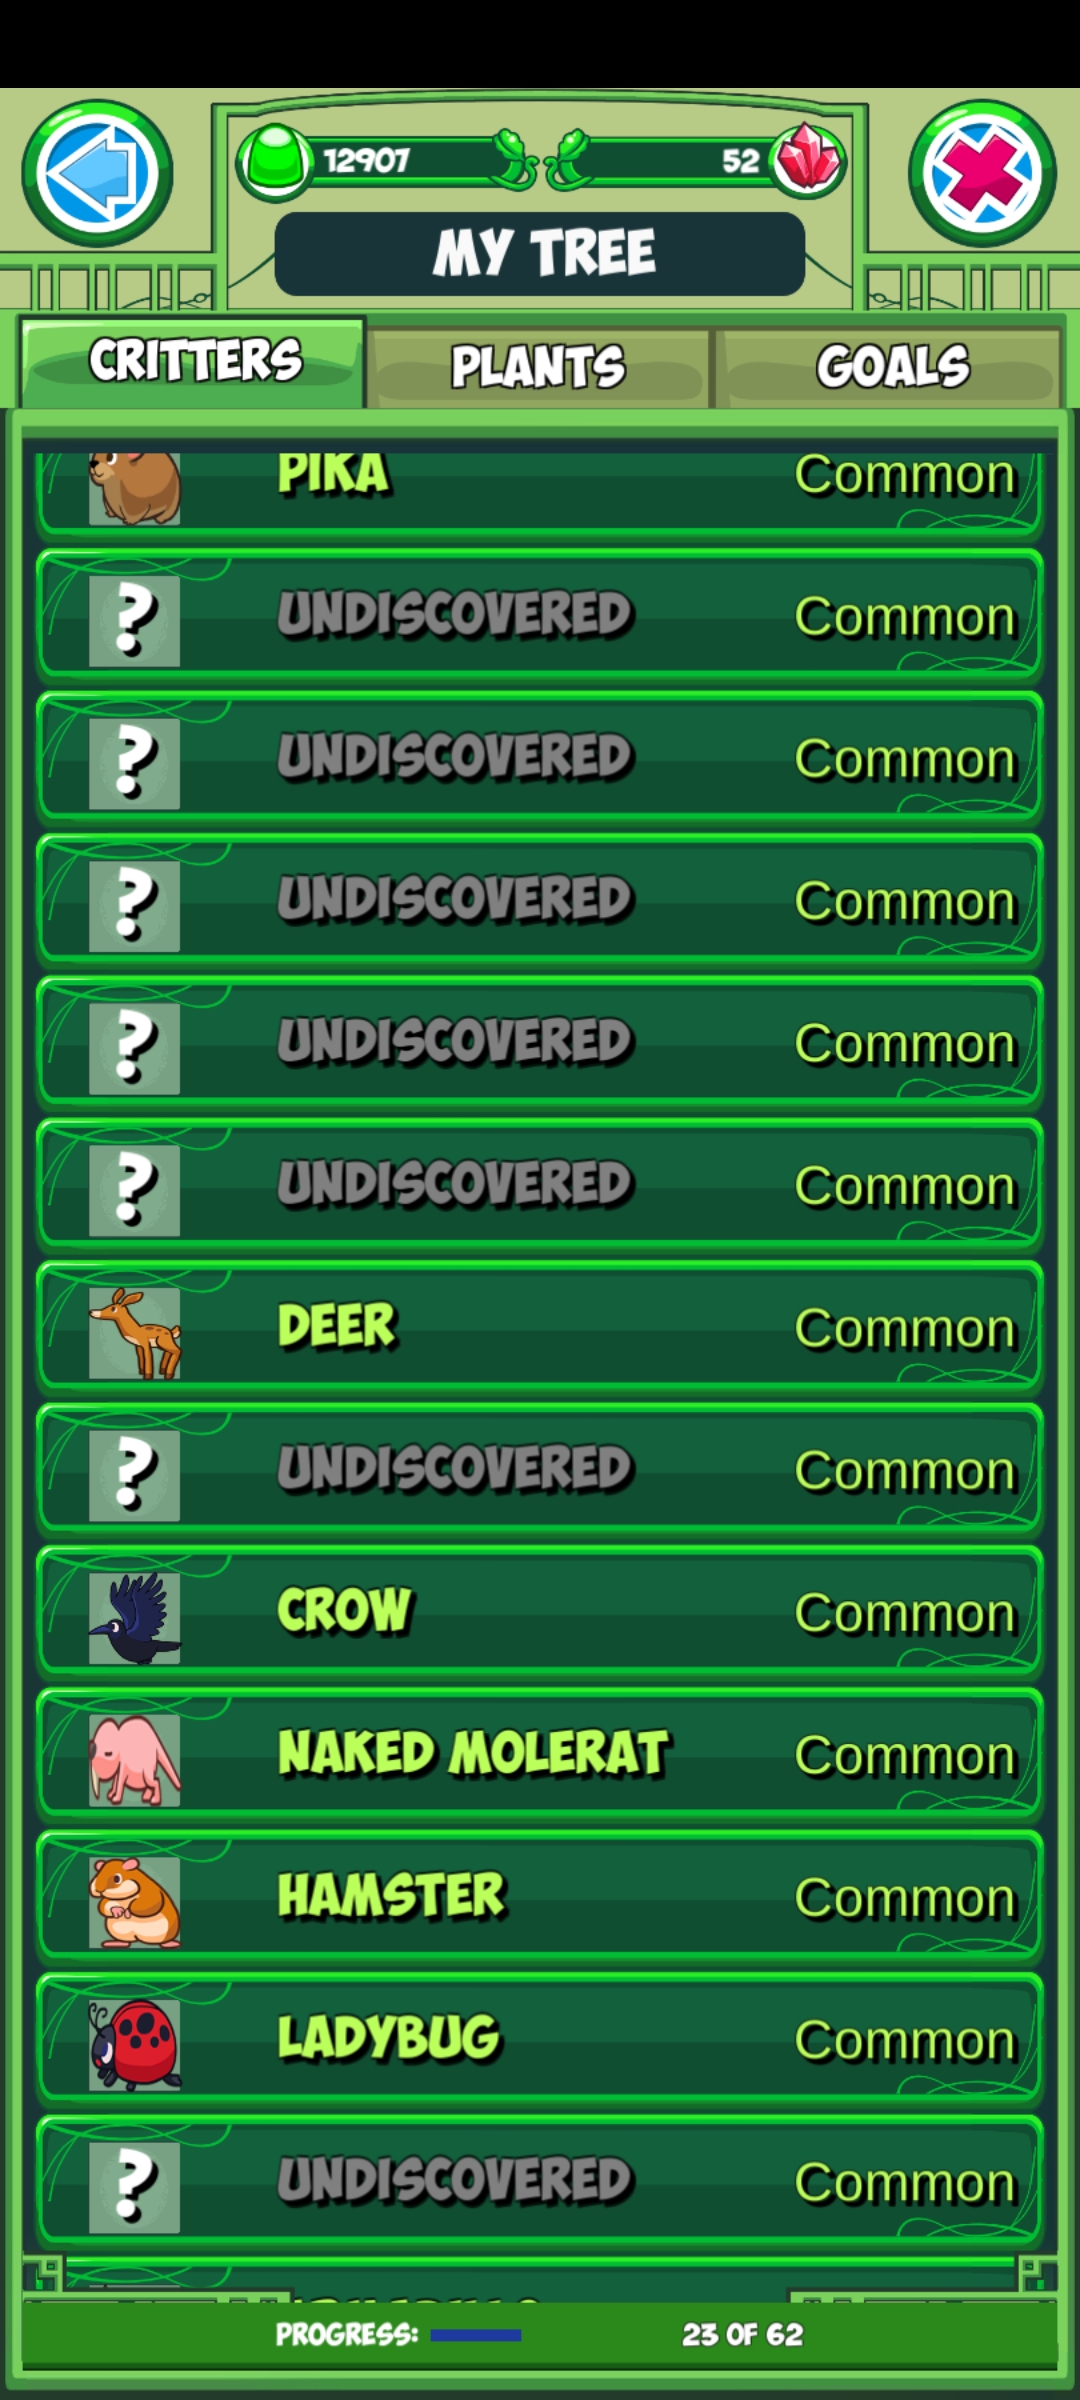 12907
52
MY TREE
CRITTERS
PLANTS
GOALS
PIKA Common
? UNDISCOVERED Common
? UNDISCOVERED Common
? UNDISCOVERED Common
? UNDISCOVERED Common
? UNDISCOVERED Common
DEER Common
? UNDISCOVERED Common
CROW Common
NAKED MOLERAT Common
HAMSTER Common
LADYBUG Common
? UNDISCOVERED Common
PROGRESS: 23 OF 62